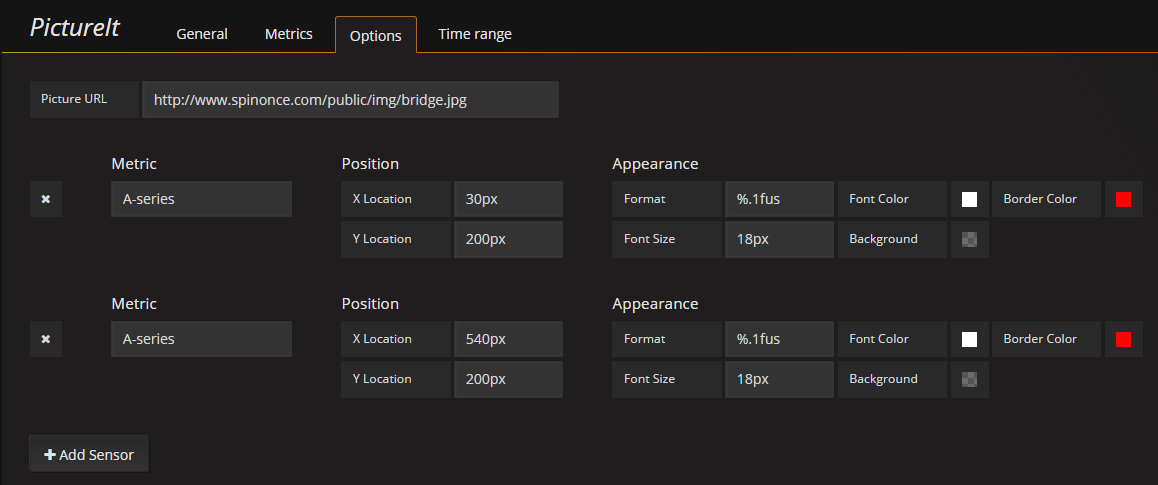 PictureIt General Metrics Options Time range
Picture URL http://www.spinonce.com/public/img/bridge.jpg
Metric Position Appearance
✖ A-series X Location 30px Format %.1fus Font Color Border Color
Y Location 200px Font Size 18px Background
Metric Position Appearance
✖ A-series X Location 540px Format %.1fus Font Color Border Color
Y Location 200px Font Size 18px Background
+ Add Sensor